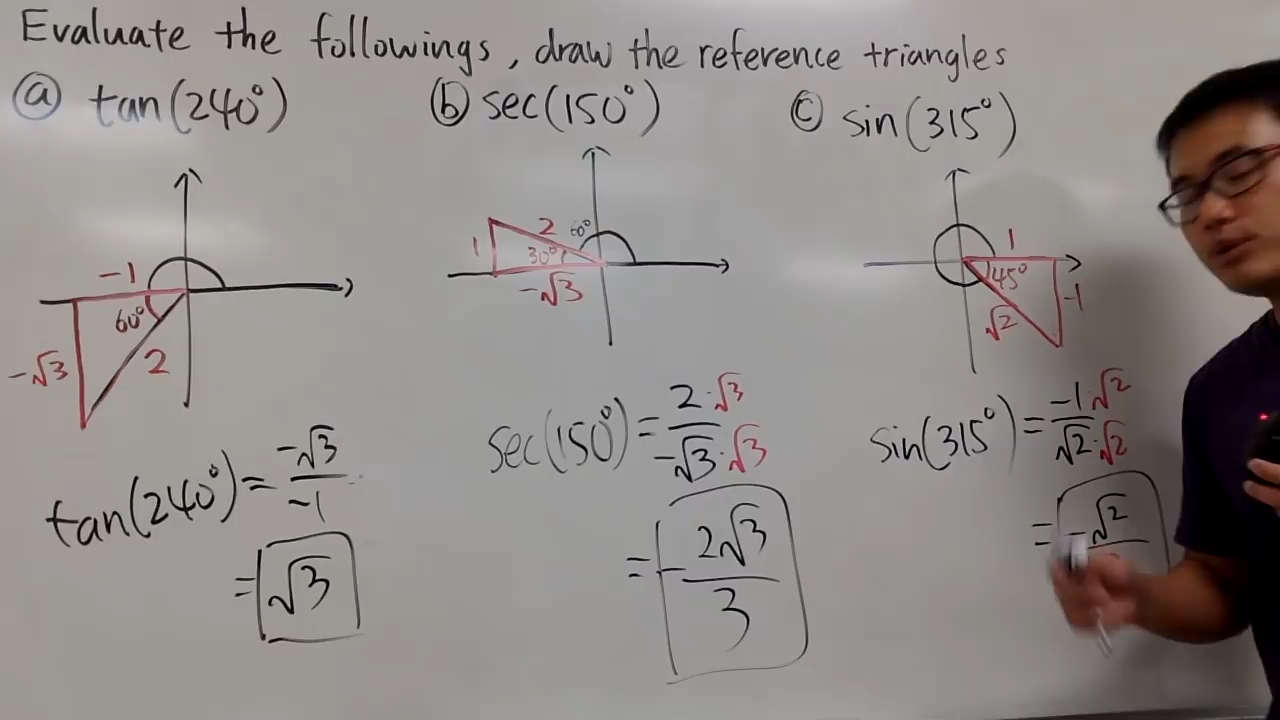 Evaluate the followings, draw the reference triangles
ⓐ tan(240°)
-1
60°
-√3
2
tan(240°) = -√3/-1
= √3
ⓑ sec(150°)
2
60°
1
30°
-√3
sec(150°) = 2·√3/-√3·√3
= -2√3/3
ⓒ sin(315°)
1
45°
-1
√2
sin(315°) = -1·√2/√2·√2
= -√2